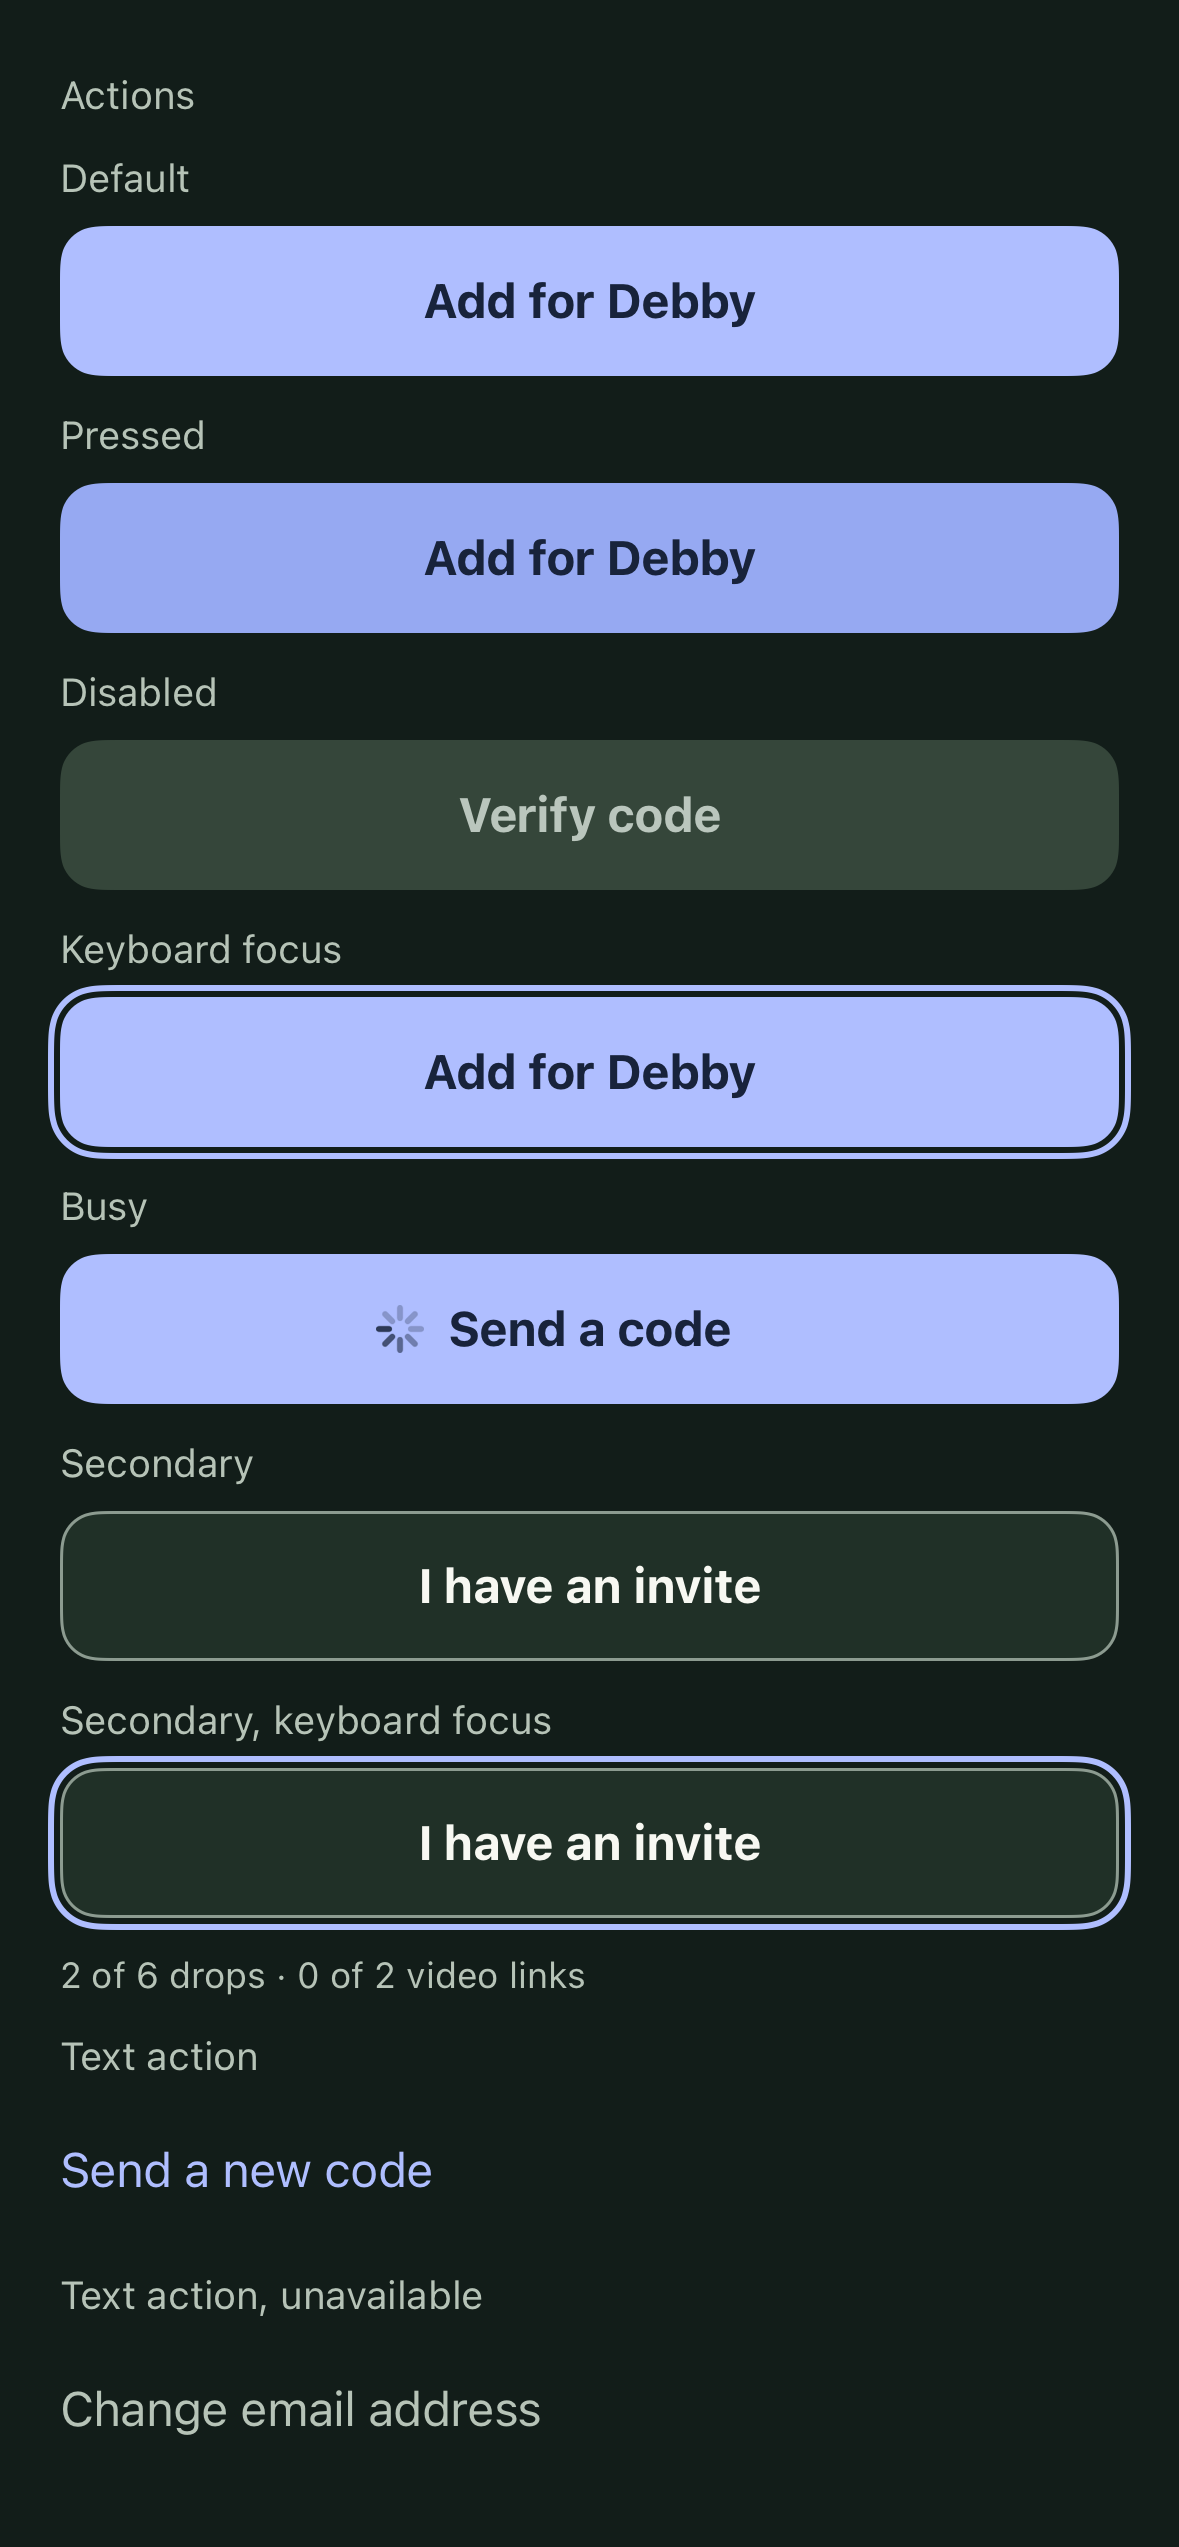 Actions
Default
Add for Debby
Pressed
Add for Debby
Disabled
Verify code
Keyboard focus
Add for Debby
Busy
Send a code
Secondary
I have an invite
Secondary, keyboard focus
I have an invite
2 of 6 drops · 0 of 2 video links
Text action
Send a new code
Text action, unavailable
Change email address